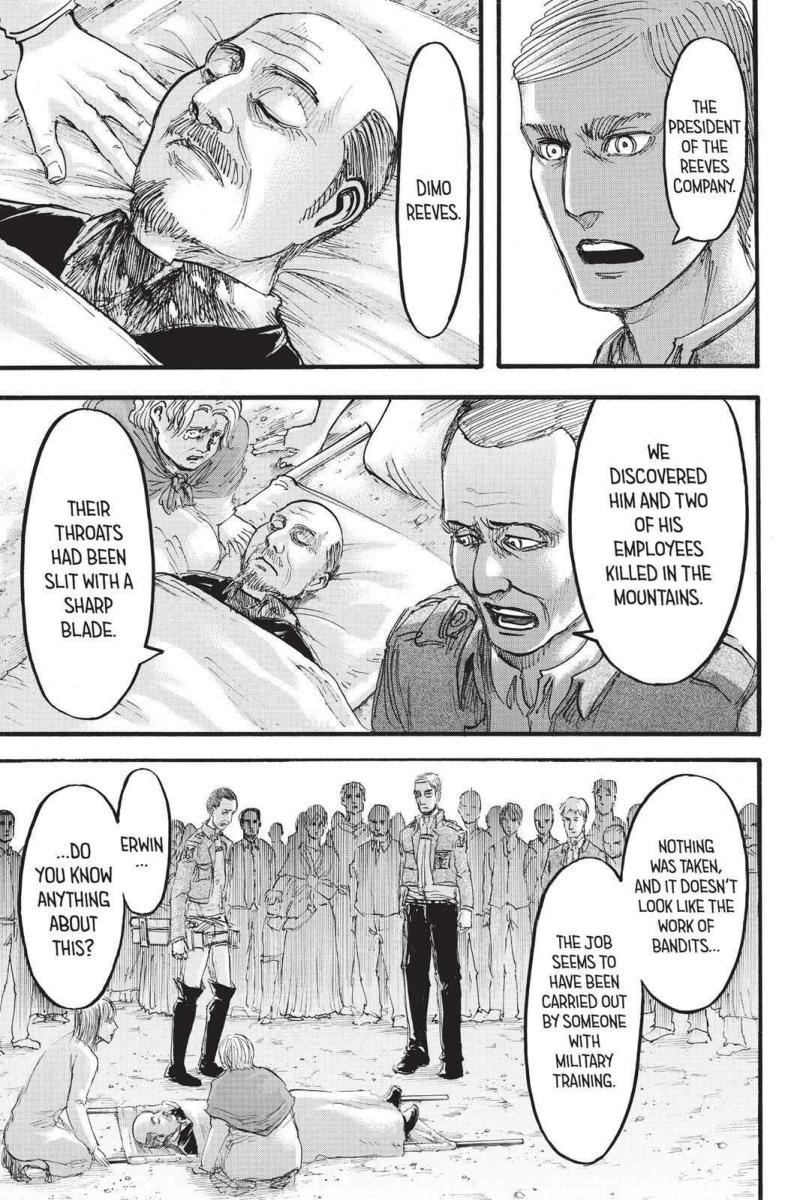 THE
PRESIDENT
OF THE
REEVES
COMPANY.
DIMO
REEVES.
WE
DISCOVERED
HIM AND TWO
OF HIS
EMPLOYEES
KILLED IN THE
MOUNTAINS.
THEIR
THROATS
HAD BEEN
SLIT WITH A
SHARP
BLADE.
NOTHING
WAS TAKEN,
AND IT DOESN'T
LOOK LIKE THE
WORK OF
BANDITS...
THE JOB
SEEMS TO
HAVE BEEN
CARRIED OUT
BY SOMEONE
WITH
MILITARY
TRAINING.
ERWIN
...
...DO
YOU KNOW
ANYTHING
ABOUT
THIS?